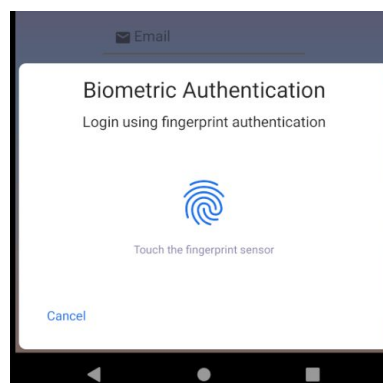 Email
Biometric Authentication
Login using fingerprint authentication
Touch the fingerprint sensor
Cancel